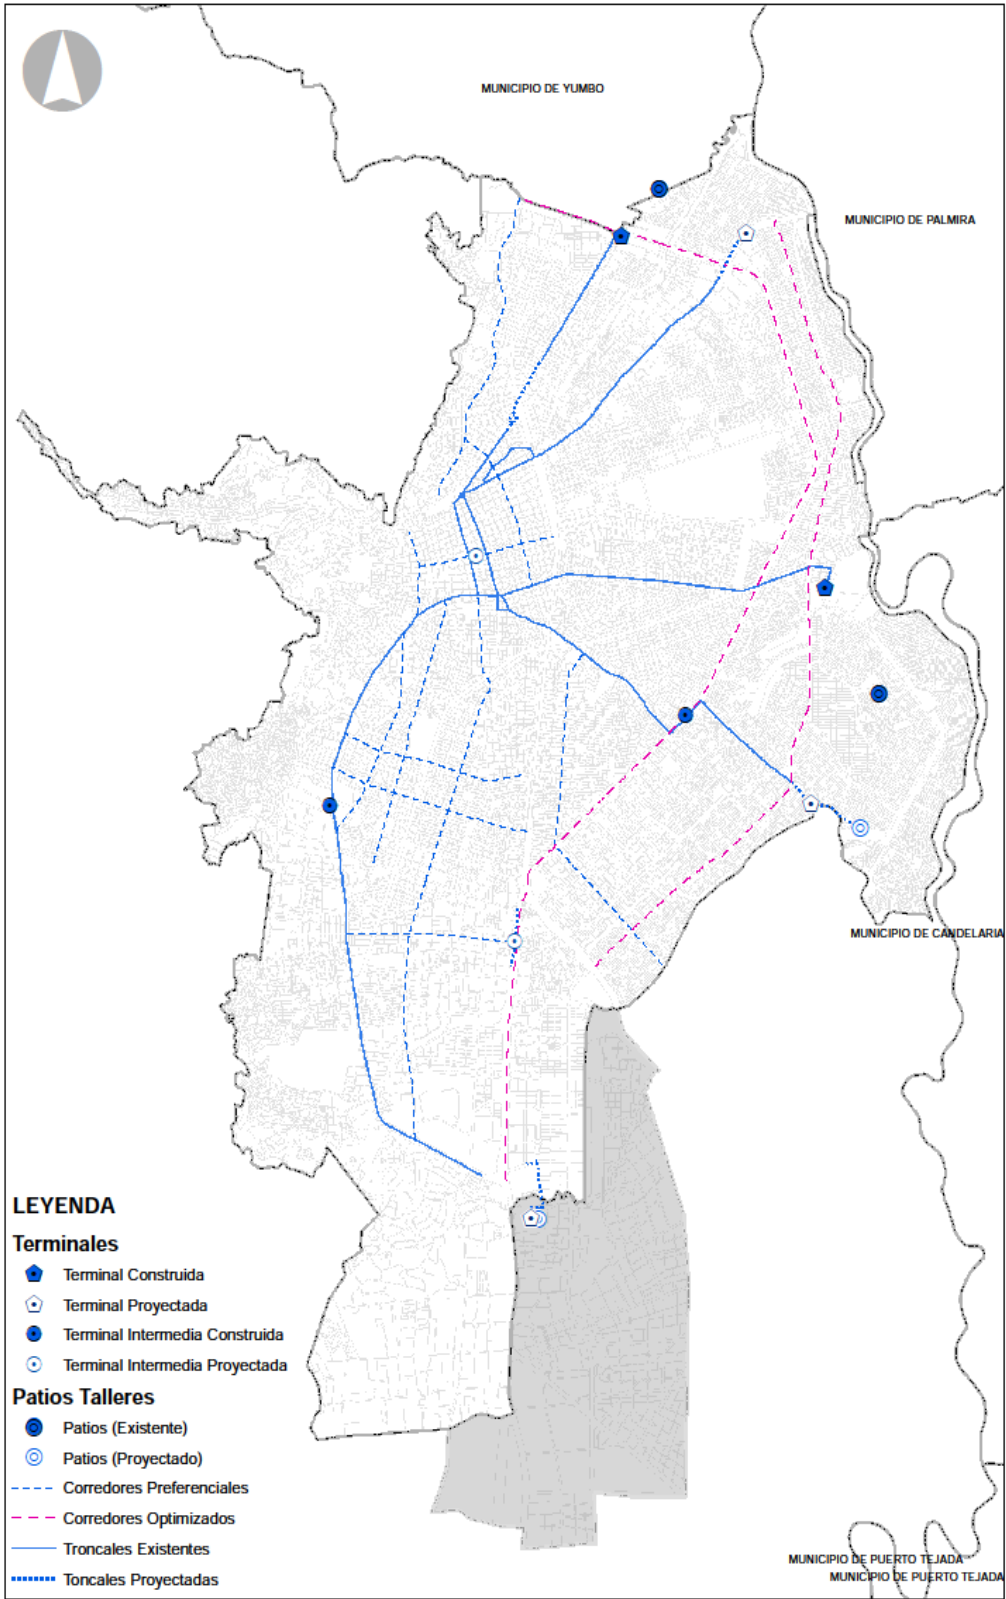 MUNICIPIO DE YUMBO
MUNICIPIO DE PALMIRA
MUNICIPIO DE CANDELARIA
LEYENDA
Terminales
Terminal Construida
Terminal Proyectada
Terminal Intermedia Construida
Terminal Intermedia Proyectada
Patios Talleres
Patios (Existente)
Patios (Proyectado)
Corredores Preferenciales
Corredores Optimizados
Troncales Existentes
Toncales Proyectadas
MUNICIPIO DE PUERTO TEJADA
MUNICIPIO DE PUERTO TEJADA